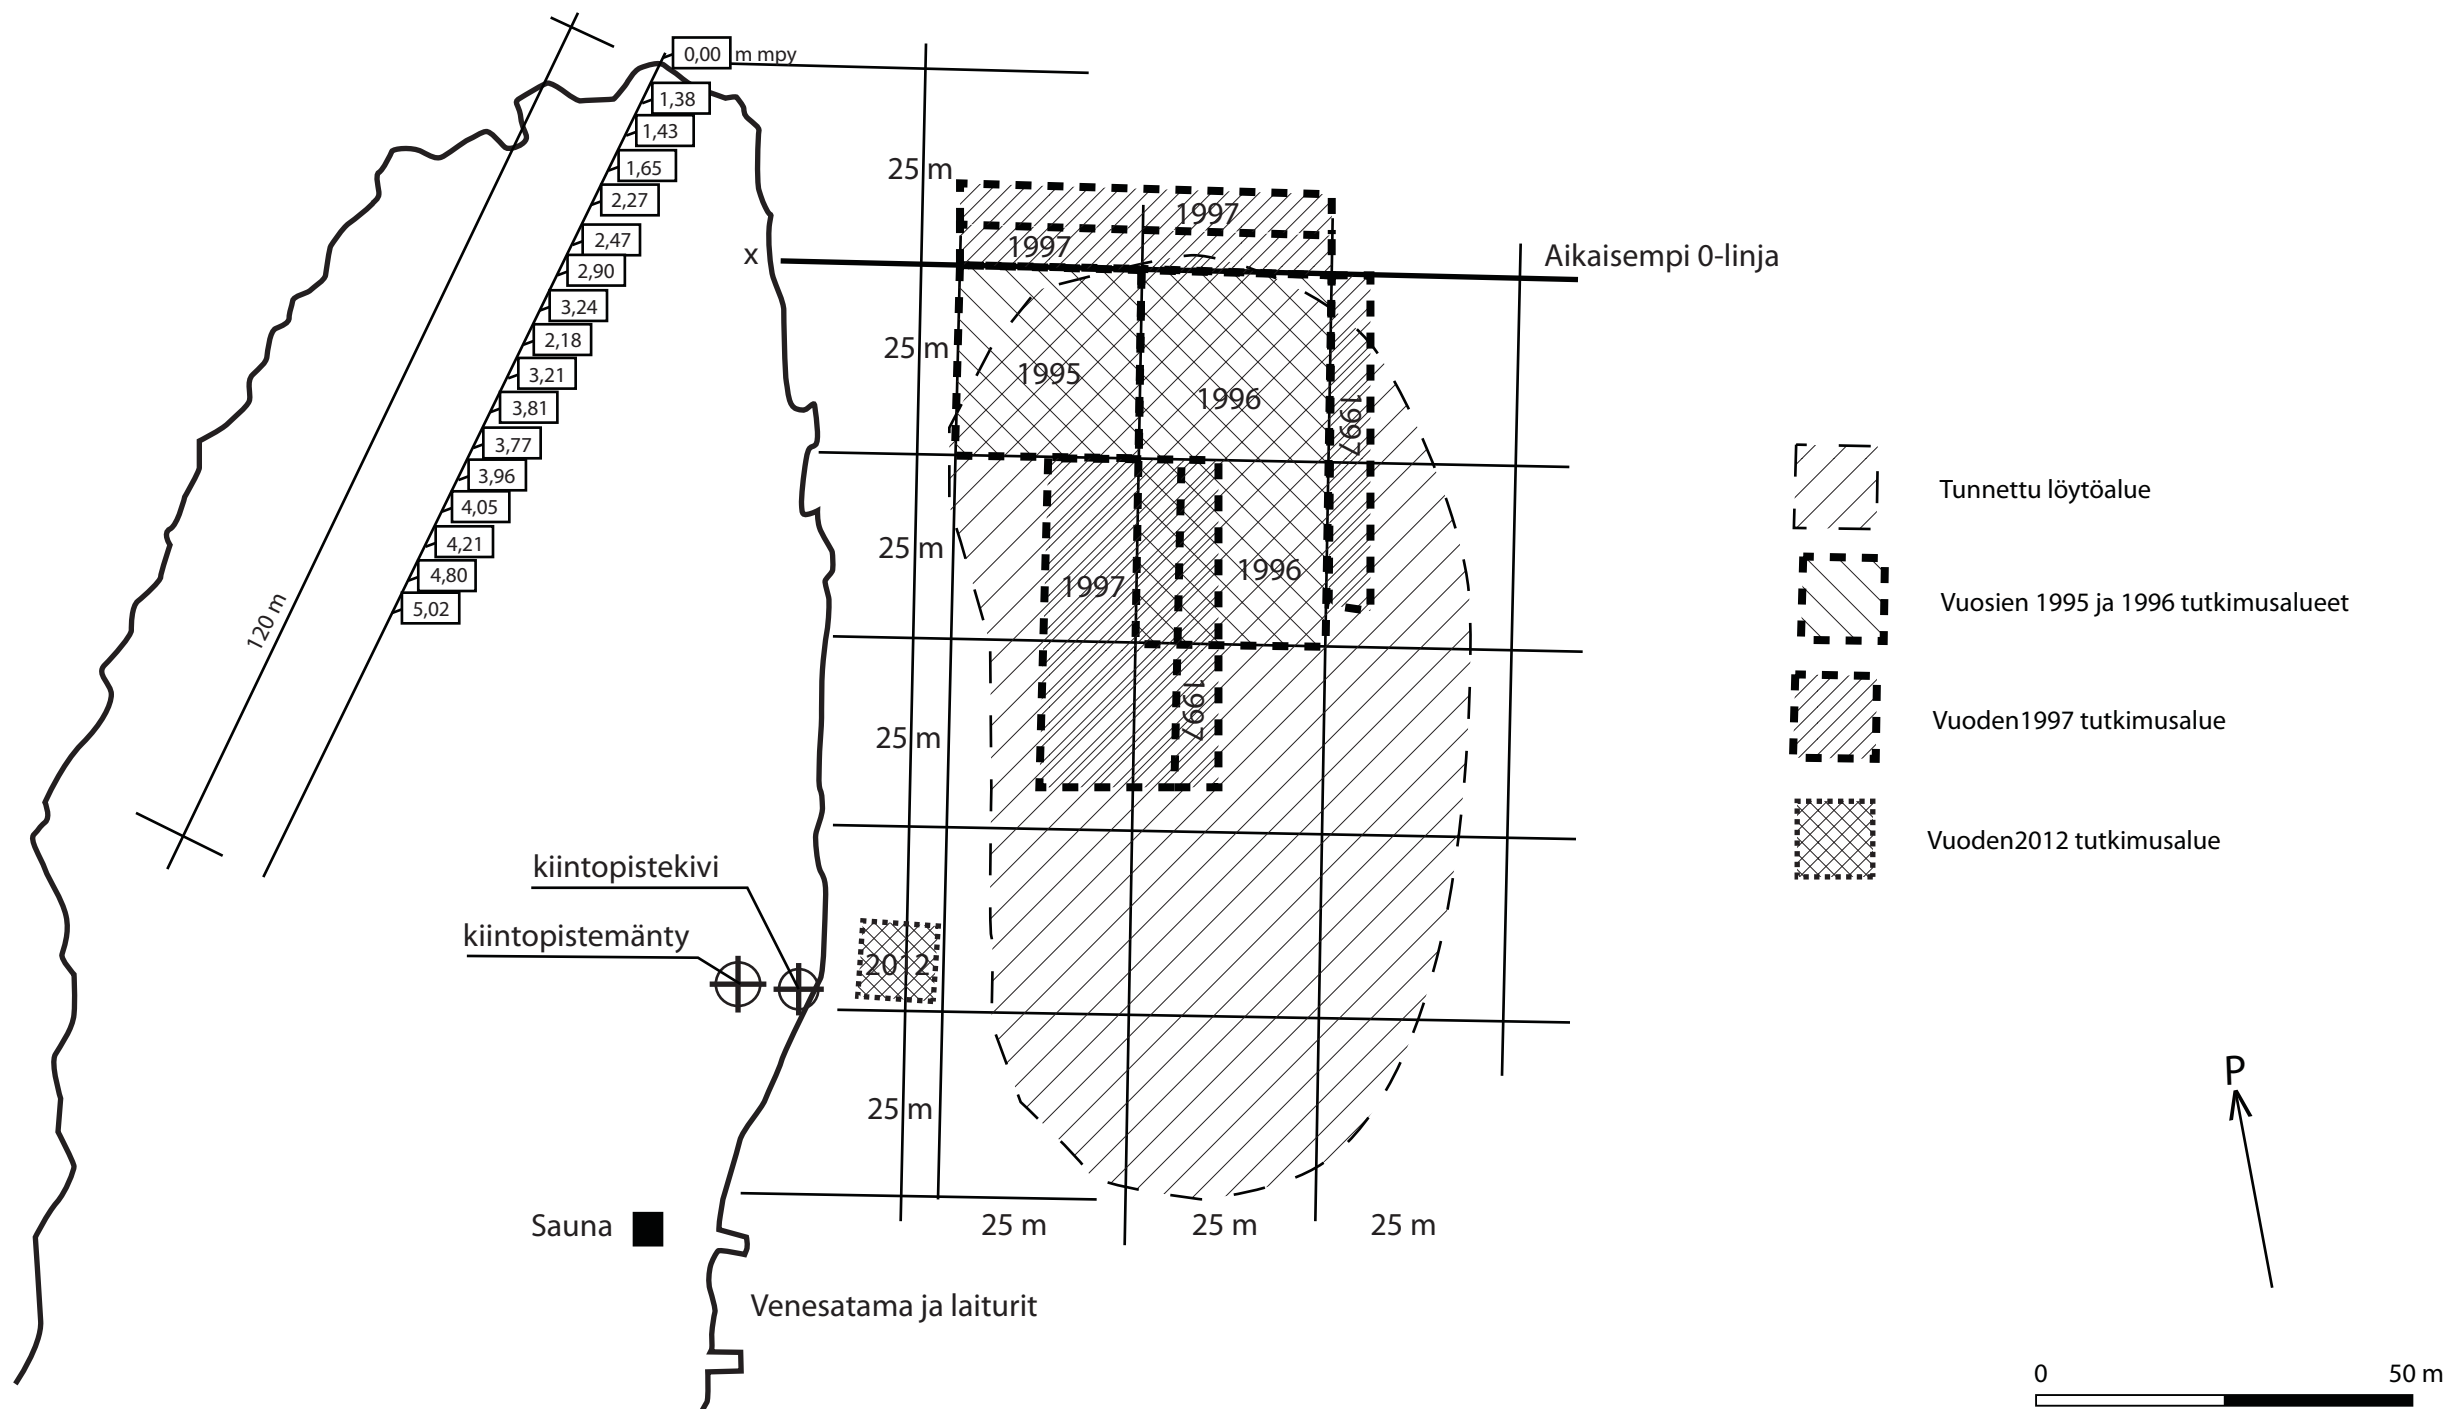 0,00 m mpy
1,38
1,43
1,65
2,27
2,47
2,90
3,24
2,18
3,21
3,81
3,77
3,96
4,05
4,21
4,80
5,02
120 m
25 m
25 m
25 m
25 m
25 m
x
Aikaisempi 0-linja
1997
1997
1995
1996
1997
1997
1996
1997
kiintopistekivi
kiintopistemänty
2012
25 m
25 m
25 m
Sauna
Venesatama ja laiturit
Tunnettu löytöalue
Vuosien 1995 ja 1996 tutkimusalueet
Vuoden1997 tutkimusalue
Vuoden2012 tutkimusalue
P
0
50 m